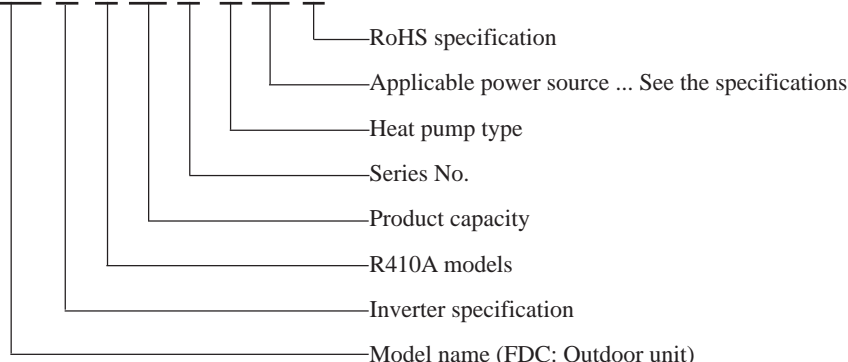 RoHS specification
Applicable power source ... See the specifications
Heat pump type
Series No.
Product capacity
R410A models
Inverter specification
Model name (FDC: Outdoor unit)